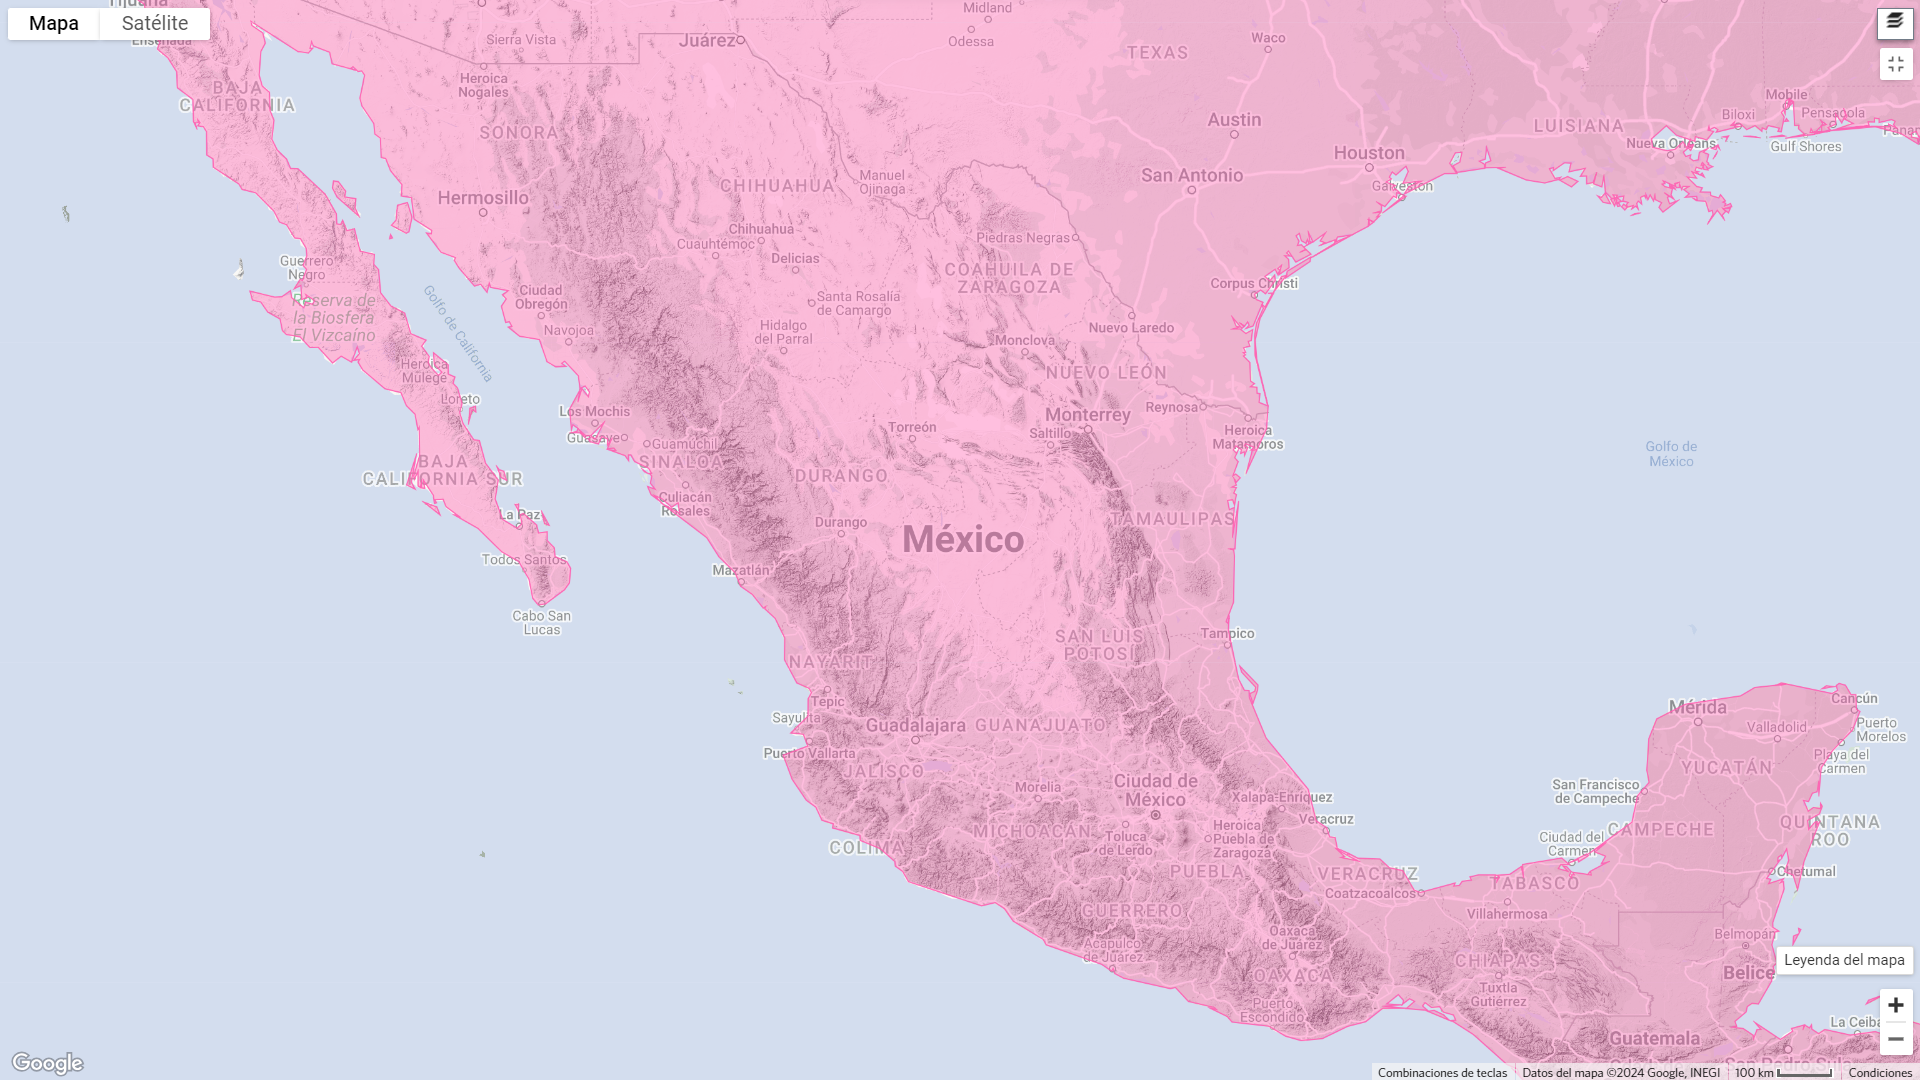 Mapa
Satélite
Tijuana
Ensenada
Sierra Vista
Juárez
Midland
Odessa
TEXAS
Waco
Heroica
Nogales
BAJA
CALIFORNIA
SONORA
Austin
Houston
LUISIANA
Mobile
Biloxi
Pensacola
Nueva Orleans
Gulf Shores
San Antonio
Galveston
Manuel
Ojinaga
CHIHUAHUA
Hermosillo
Chihuahua
Cuauhtémoc
Delicias
Piedras Negras
COAHUILA DE
ZARAGOZA
Corpus Christi
Guerrero
Negro
Reserva de
la Biosfera
El Vizcaíno
Golfo de California
Ciudad
Obregón
Navojoa
Santa Rosalía
de Camargo
Hidalgo
del Parral
Nuevo Laredo
Monclova
NUEVO LEÓN
Heroica
Mulegé
Loreto
Los Mochis
Guasave
Guamúchil
SINALOA
Torreón
Monterrey
Saltillo
Reynosa
Heroica
Matamoros
Golfo de
México
BAJA
CALIFORNIA SUR
DURANGO
Culiacán
Rosales
La Paz
Durango
México
TAMAULIPAS
Todos Santos
Mazatlán
Cabo San
Lucas
SAN LUIS
POTOSÍ
Tampico
NAYARIT
Tepic
Sayulita
Guadalajara
GUANAJUATO
Puerto Vallarta
JALISCO
Morelia
Ciudad de
México
Xalapa-Enríquez
Veracruz
Mérida
Cancún
Valladolid
Puerto
Morelos
Playa del
Carmen
YUCATÁN
San Francisco
de Campeche
QUINTANA
ROO
Ciudad del
Carmen
CAMPECHE
COLIMA
MICHOACÁN
Toluca
de Lerdo
Heroica
Puebla de
Zaragoza
PUEBLA
VERACRUZ
Coatzacoalcos
TABASCO
Villahermosa
Chetumal
GUERRERO
Acapulco
de Juárez
Oaxaca
de Juárez
OAXACA
Puerto
Escondido
CHIAPAS
Tuxtla
Gutiérrez
Belmopán
Belice
Leyenda del mapa
La Ceiba
Guatemala
San Pedro Sula
Google
Combinaciones de teclas
Datos del mapa ©2024 Google, INEGI
100 km
Condiciones